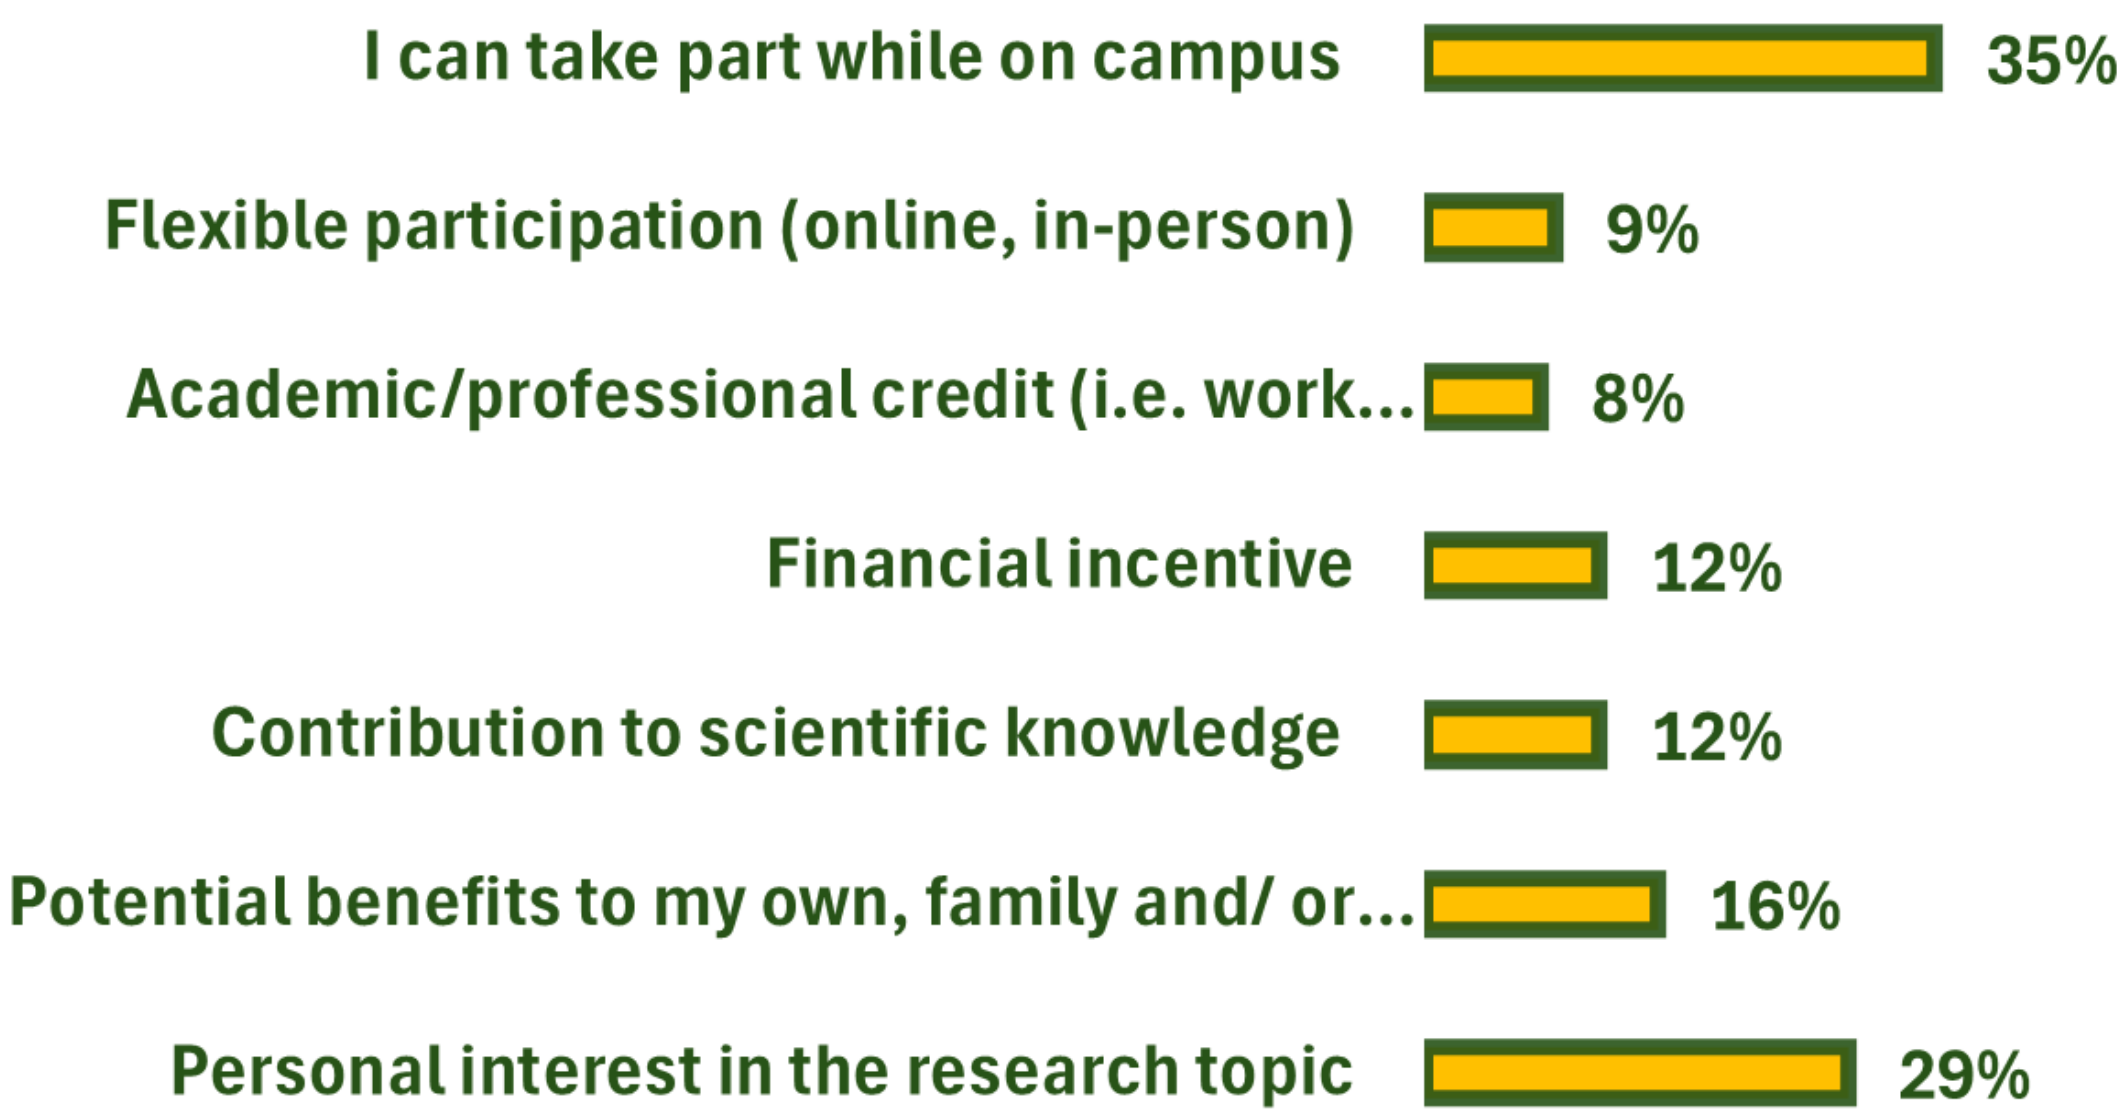 I can take part while on campus 35%
Flexible participation (online, in-person) 9%
Academic/professional credit (i.e. work... 8%
Financial incentive 12%
Contribution to scientific knowledge 12%
Potential benefits to my own, family and/ or... 16%
Personal interest in the research topic 29%